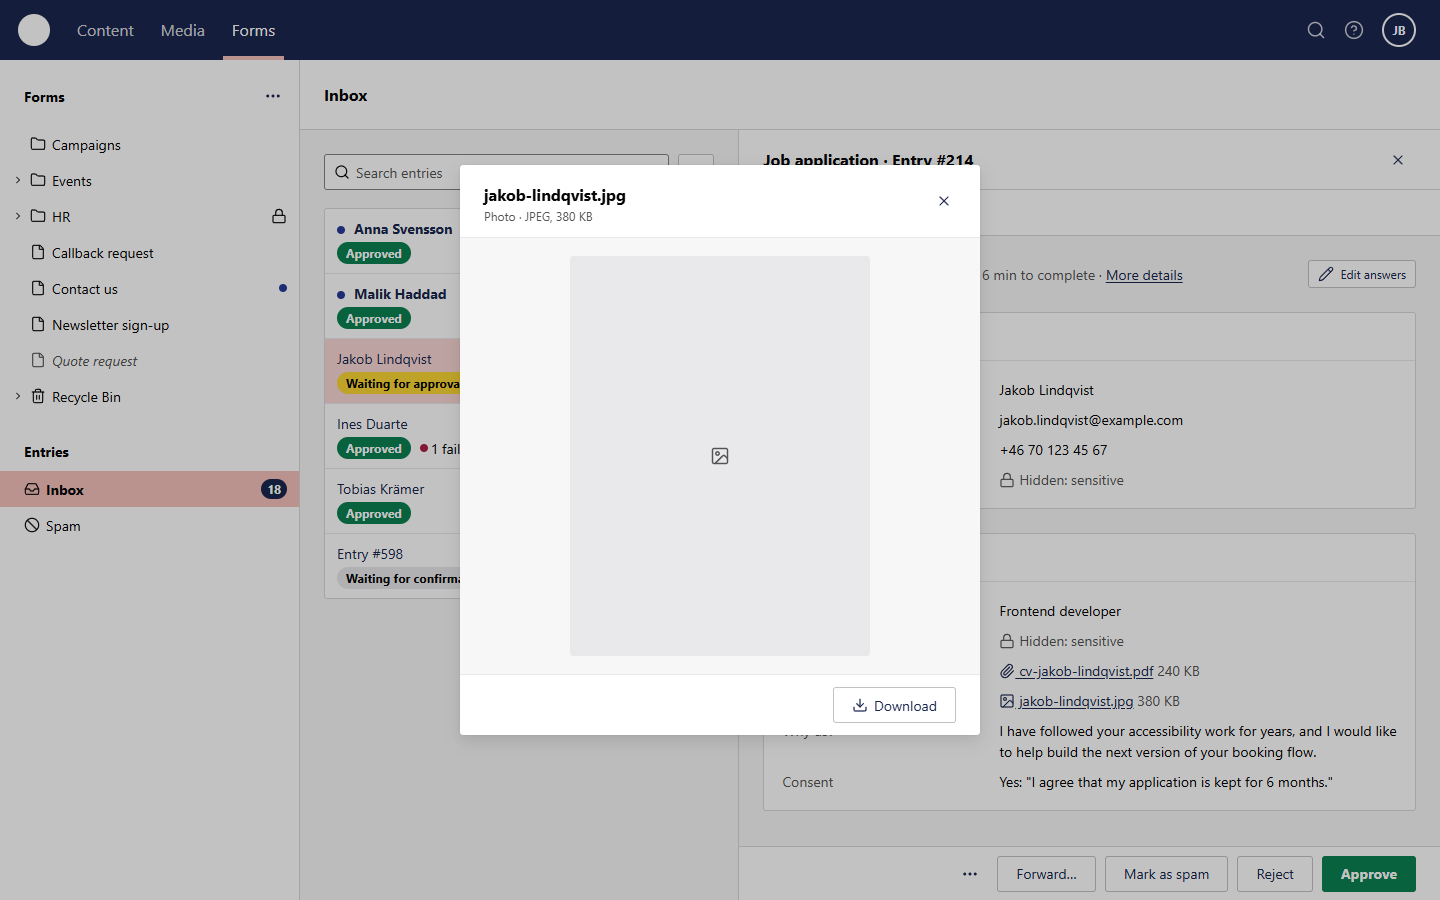 Content
Media
Forms
JB
Forms
Campaigns
Events
HR
Callback request
Contact us
Newsletter sign-up
Quote request
Recycle Bin
Entries
Inbox
18
Spam
Inbox
Search entries
Anna Svensson
Approved
Malik Haddad
Approved
Jakob Lindqvist
Waiting for approva
Ines Duarte
Approved
1 fail
Tobias Krämer
Approved
Entry #598
Waiting for confirma
Job application · Entry #214
6 min to complete · More details
Edit answers
Jakob Lindqvist
jakob.lindqvist@example.com
+46 70 123 45 67
Hidden: sensitive
Frontend developer
Hidden: sensitive
cv-jakob-lindqvist.pdf 240 KB
jakob-lindqvist.jpg 380 KB
I have followed your accessibility work for years, and I would like
to help build the next version of your booking flow.
Consent
Yes: "I agree that my application is kept for 6 months."
Forward...
Mark as spam
Reject
Approve
jakob-lindqvist.jpg
Photo · JPEG, 380 KB
Download